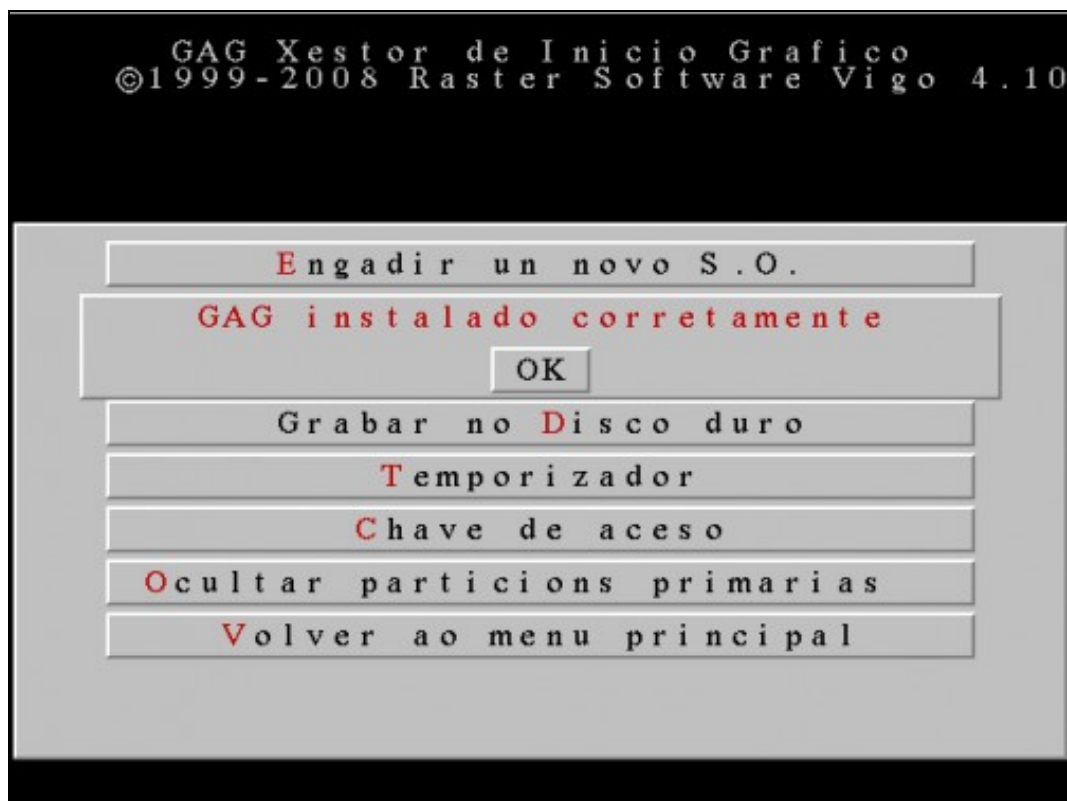 GAG Xestor de Inicio Grafico
©1999-2008 Raster Software Vigo 4.10
Engadir un novo S.O.
GAG instalado corretamente
OK
Grabar no Disco duro
Temporizador
Chave de aceso
Ocultar particions primarias
Volver ao menu principal